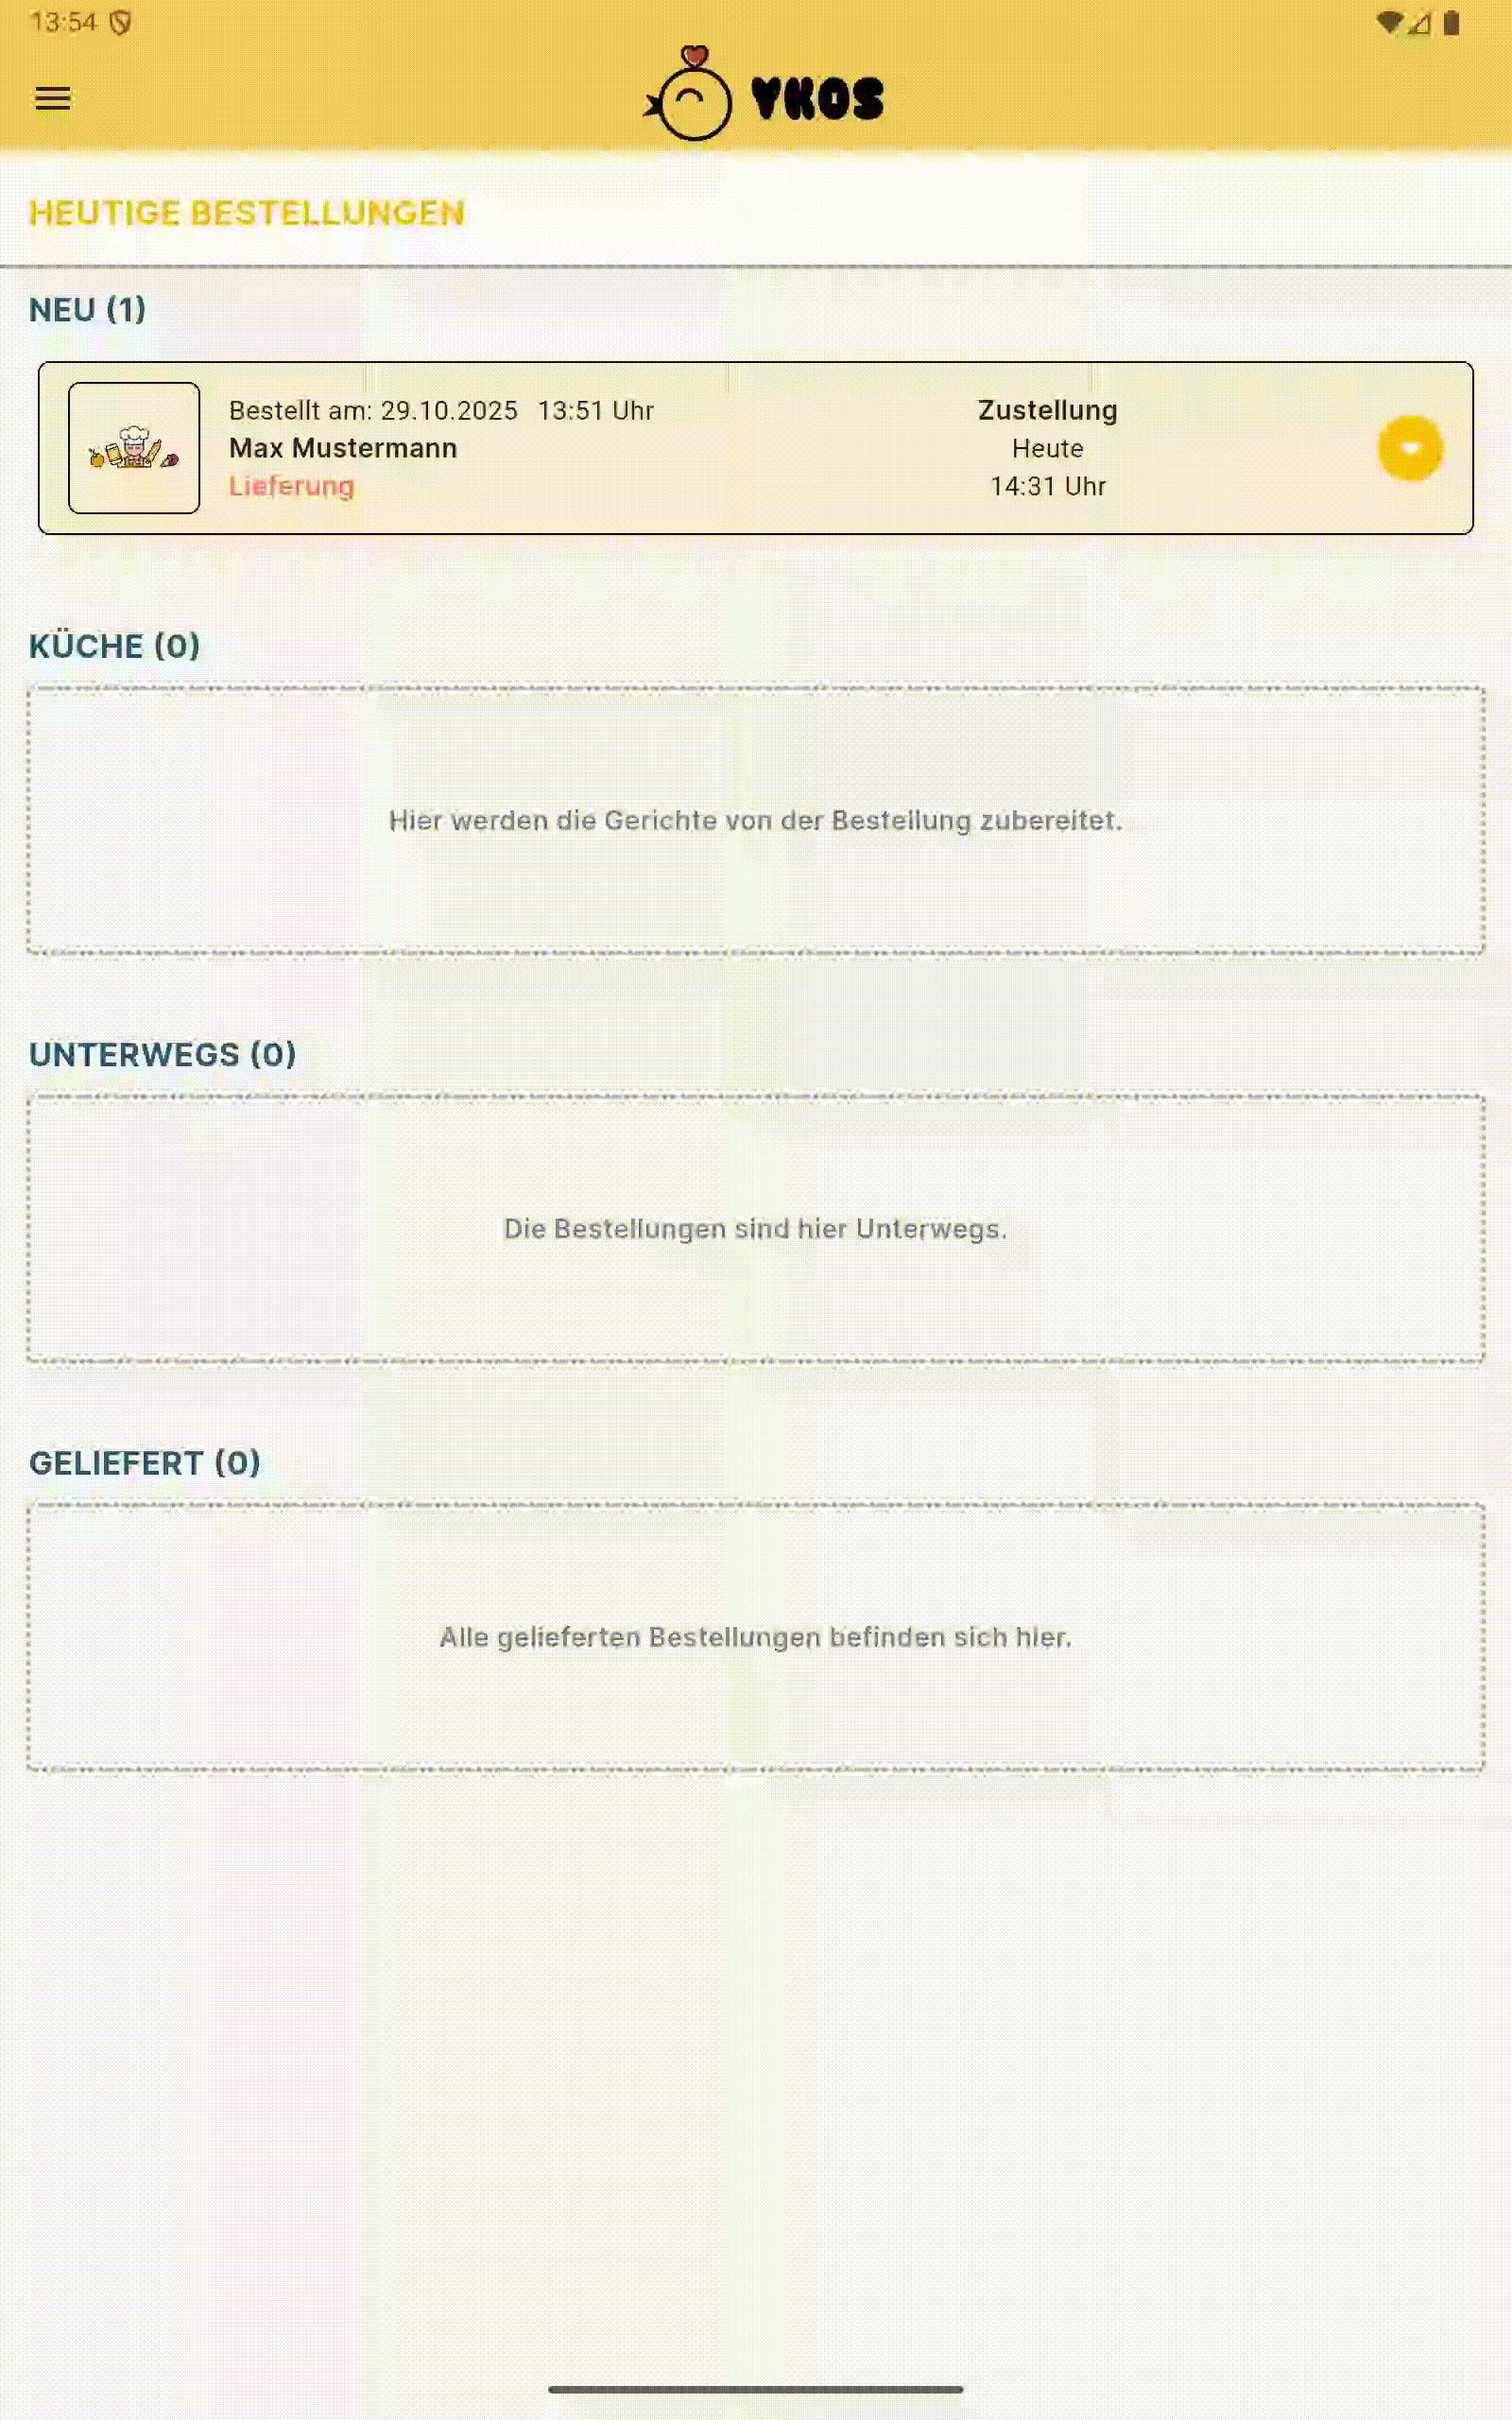 13:54
YKOS
HEUTIGE BESTELLUNGEN
NEU (1)
Bestellt am: 29.10.2025 13:51 Uhr
Max Mustermann
Lieferung
Zustellung
Heute
14:31 Uhr
KÜCHE (0)
Hier werden die Gerichte von der Bestellung zubereitet.
UNTERWEGS (0)
Die Bestellungen sind hier Unterwegs.
GELIEFERT (0)
Alle gelieferten Bestellungen befinden sich hier.